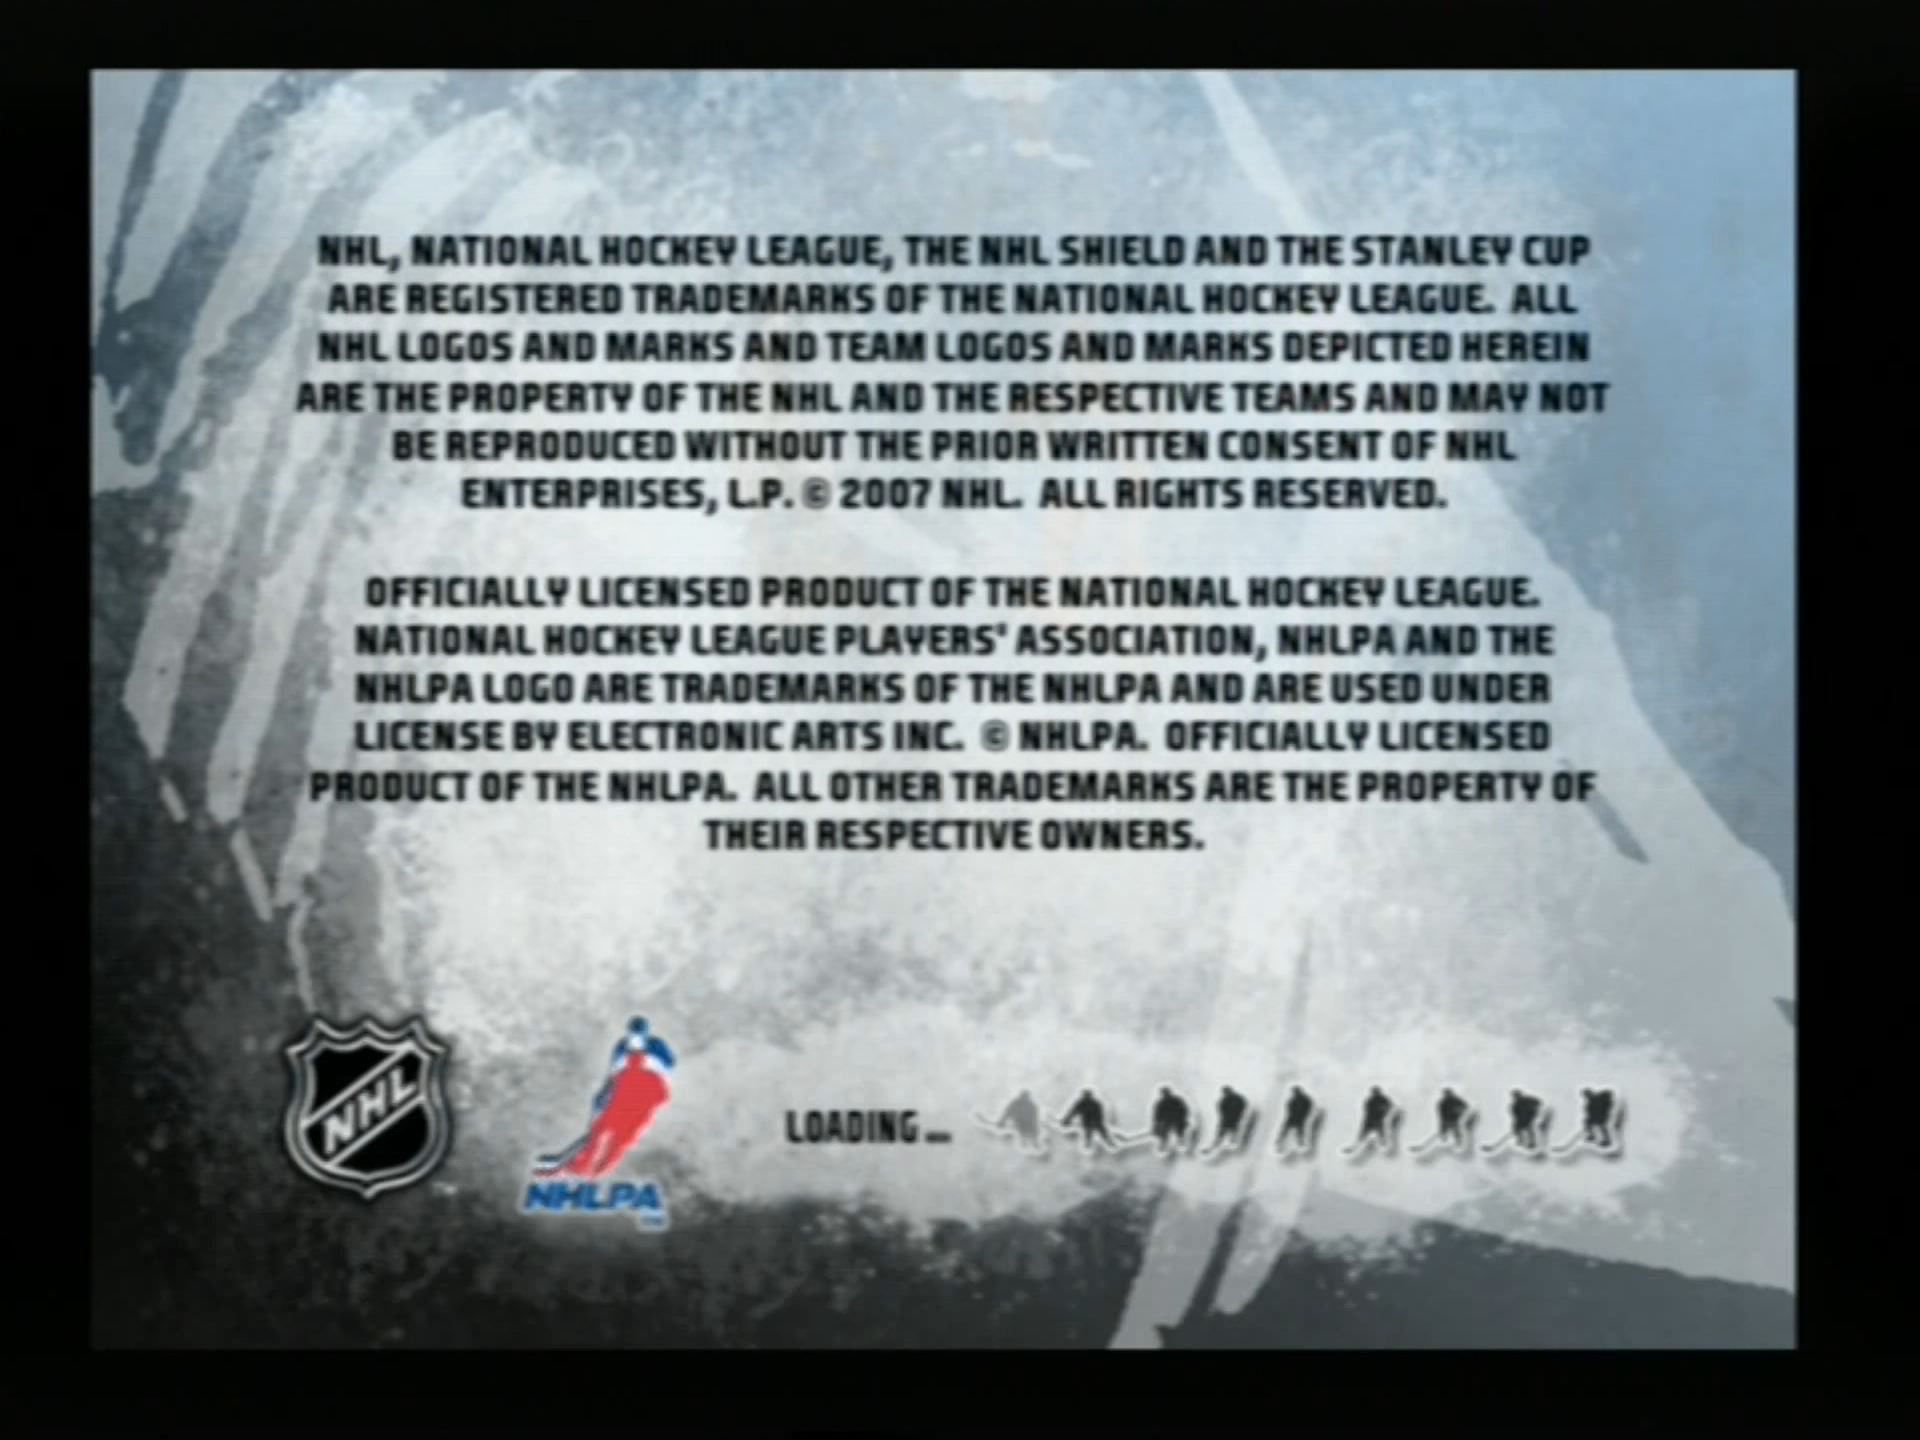 NHL, NATIONAL HOCKEY LEAGUE, THE NHL SHIELD AND THE STANLEY CUP
ARE REGISTERED TRADEMARKS OF THE NATIONAL HOCKEY LEAGUE. ALL
NHL LOGOS AND MARKS AND TEAM LOGOS AND MARKS DEPICTED HEREIN
ARE THE PROPERTY OF THE NHL AND THE RESPECTIVE TEAMS AND MAY NOT
BE REPRODUCED WITHOUT THE PRIOR WRITTEN CONSENT OF NHL
ENTERPRISES, L.P. © 2007 NHL. ALL RIGHTS RESERVED.
OFFICIALLY LICENSED PRODUCT OF THE NATIONAL HOCKEY LEAGUE.
NATIONAL HOCKEY LEAGUE PLAYERS' ASSOCIATION, NHLPA AND THE
NHLPA LOGO ARE TRADEMARKS OF THE NHLPA AND ARE USED UNDER
LICENSE BY ELECTRONIC ARTS INC. © NHLPA. OFFICIALLY LICENSED
PRODUCT OF THE NHLPA. ALL OTHER TRADEMARKS ARE THE PROPERTY OF
THEIR RESPECTIVE OWNERS.
NHL
NHLPA
LOADING...